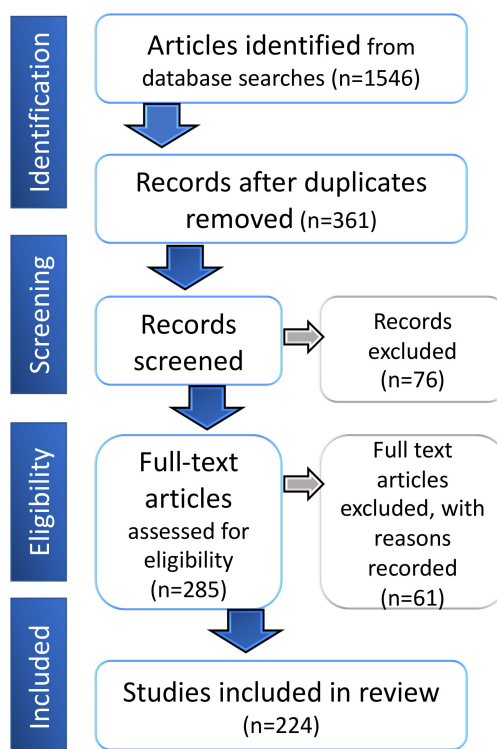 Identification
Articles identified from
database searches (n=1546)
Records after duplicates
removed (n=361)
Screening
Records
screened
Records
excluded
(n=76)
Eligibility
Full-text
articles
assessed for
eligibility
(n=285)
Full text
articles
excluded, with
reasons
recorded
(n=61)
Included
Studies included in review
(n=224)